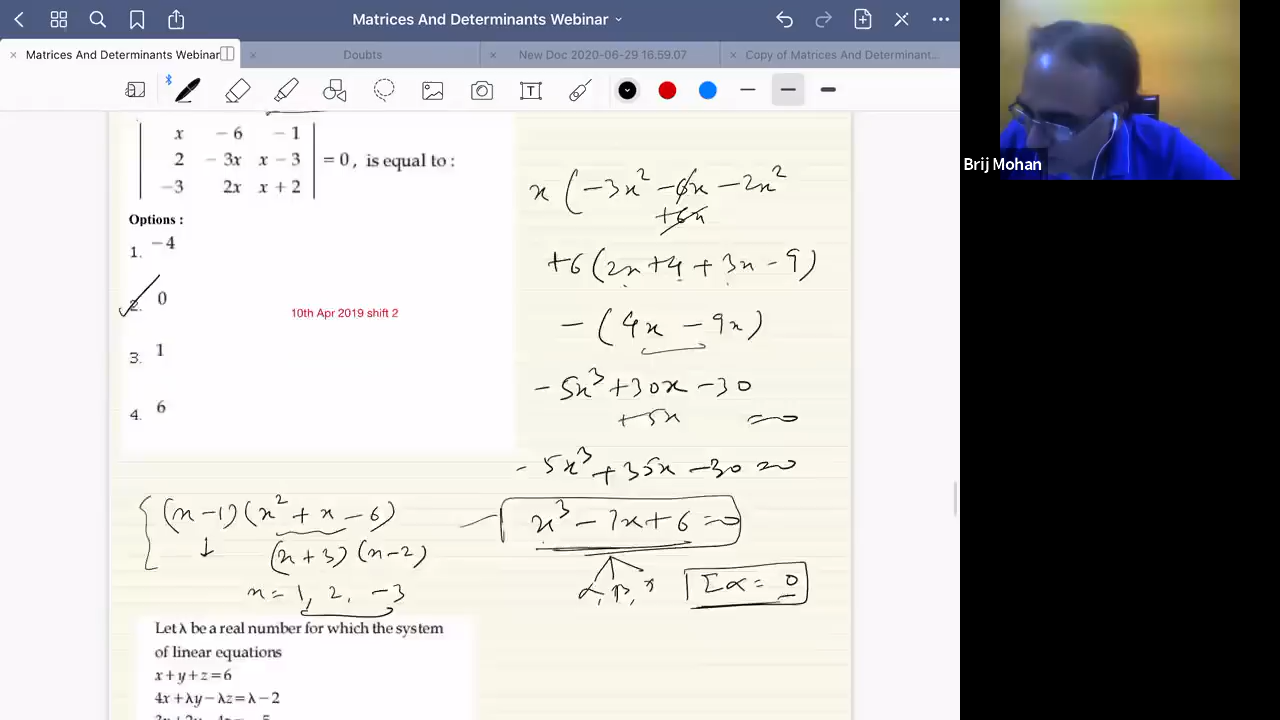 Matrices And Determinants Webinar
Matrices And Determinants Webinar
Doubts
New Doc 2020-06-29 16.59.07
Copy of Matrices And Determinant...
x -6 -1
2 -3x x-3 = 0, is equal to :
-3 2x x+2
Options :
1. -4
2. 0
10th Apr 2019 shift 2
3. 1
4. 6
x (-3x² -6x -2x²
+6x
+6(2x+4+3x-9)
-(4x-9x)
-5x³+30x-30
+5x =0
-5x³+35x-30=0
x³-7x+6=0
α, β, γ
Σα = 0
(x-1)(x²+x-6)
↓ (x+3)(x-2)
x = 1, 2, -3
Let λ be a real number for which the system
of linear equations
x+y+z=6
4x+λy-λz=λ-2
Brij Mohan